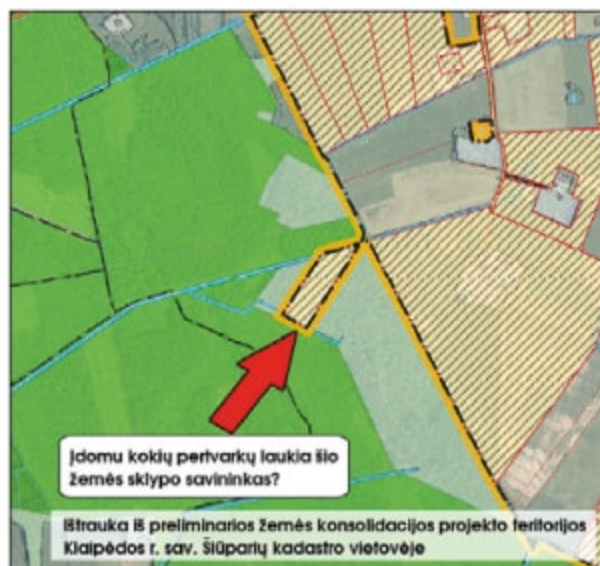 Įdomu kokių pertvarkų laukia šio
žemės sklypo savininkas?
Ištrauka iš preliminarios žemės konsolidacijos projekto teritorijos
Klaipėdos r. sav. Šiūparių kadastro vietovėje